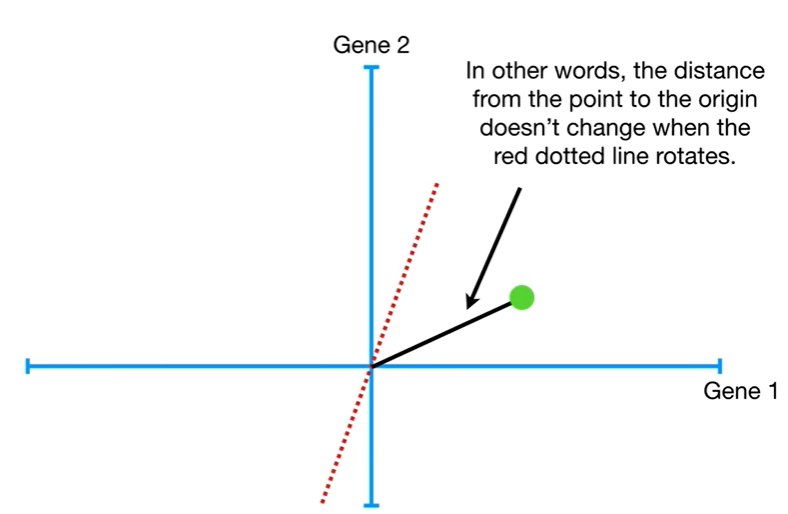 Gene 2
In other words, the distance
from the point to the origin
doesn’t change when the
red dotted line rotates.
Gene 1